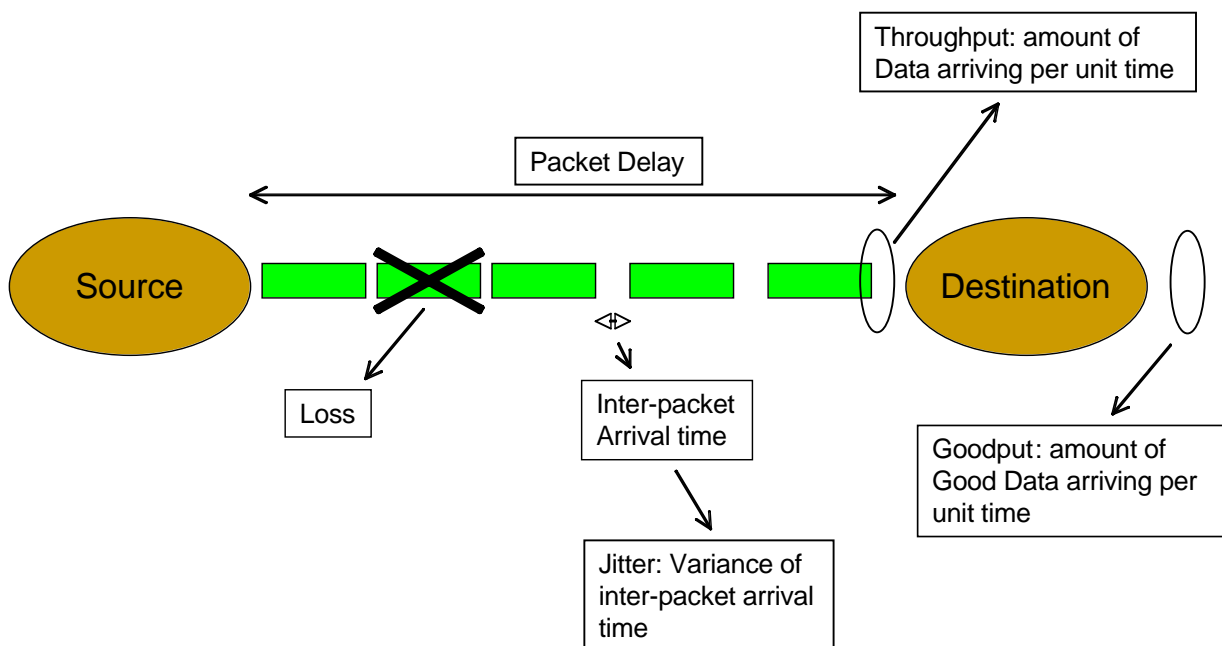 Throughput: amount of
Data arriving per unit time
Packet Delay
Source
Destination
Loss
Inter-packet
Arrival time
Goodput: amount of
Good Data arriving per
unit time
Jitter: Variance of
inter-packet arrival
time